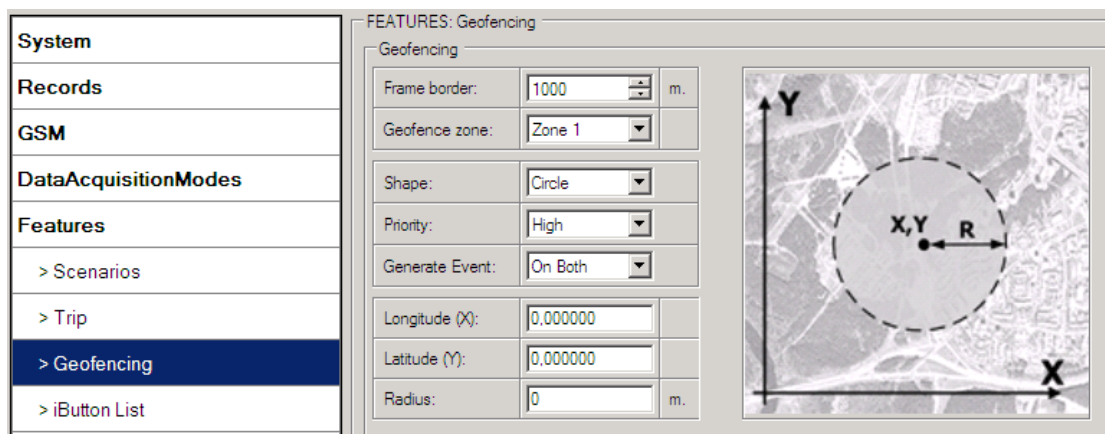 System
Records
GSM
DataAcquisitionModes
Features
> Scenarios
> Trip
> Geofencing
> iButton List
FEATURES: Geofencing
Geofencing
Frame border: 1000 m.
Geofence zone: Zone 1
Shape: Circle
Priority: High
Generate Event: On Both
Longitude (X): 0,000000
Latitude (Y): 0,000000
Radius: 0 m.
Y
X,Y R
X